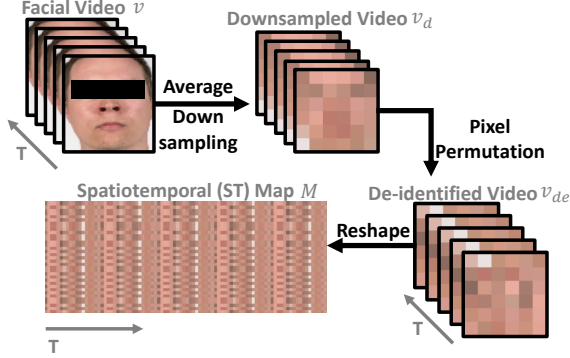 Facial Video v
Downsampled Video v_d
Average
Down
sampling
T
Pixel
Permutation
Spatiotemporal (ST) Map M
De-identified Video v_de
Reshape
T
T